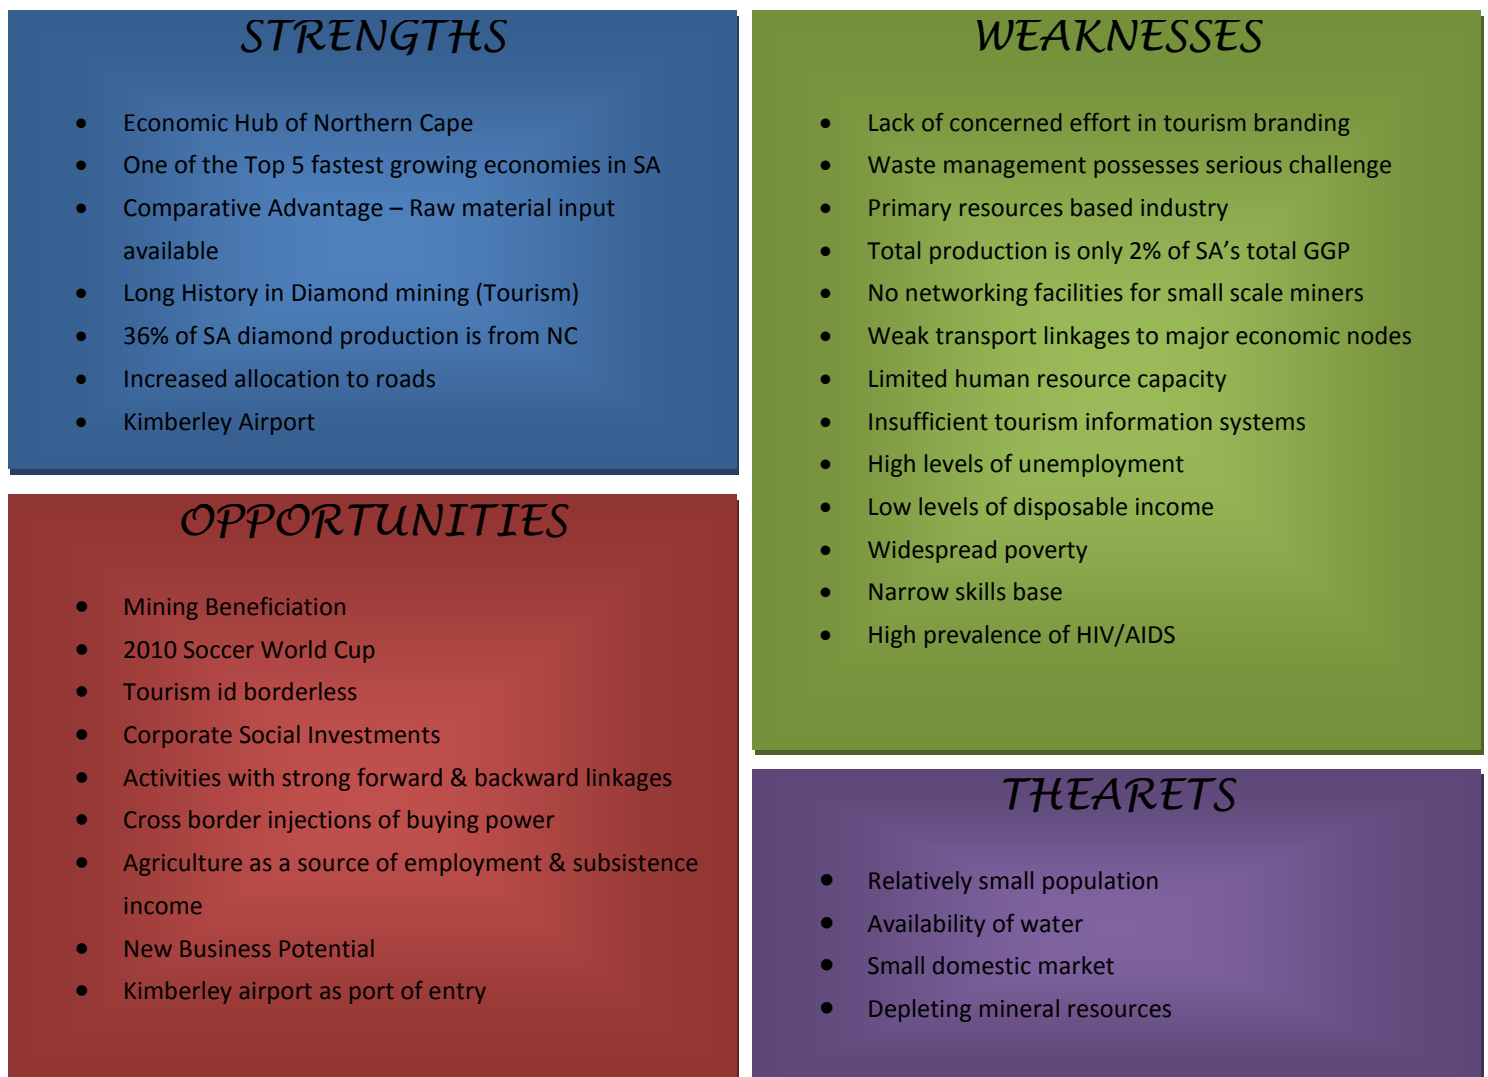 STRENGTHS
• Economic Hub of Northern Cape
• One of the Top 5 fastest growing economies in SA
• Comparative Advantage – Raw material input
available
• Long History in Diamond mining (Tourism)
• 36% of SA diamond production is from NC
• Increased allocation to roads
• Kimberley Airport
WEAKNESSES
• Lack of concerned effort in tourism branding
• Waste management possesses serious challenge
• Primary resources based industry
• Total production is only 2% of SA’s total GGP
• No networking facilities for small scale miners
• Weak transport linkages to major economic nodes
• Limited human resource capacity
• Insufficient tourism information systems
• High levels of unemployment
• Low levels of disposable income
• Widespread poverty
• Narrow skills base
• High prevalence of HIV/AIDS
OPPORTUNITIES
• Mining Beneficiation
• 2010 Soccer World Cup
• Tourism id borderless
• Corporate Social Investments
• Activities with strong forward & backward linkages
• Cross border injections of buying power
• Agriculture as a source of employment & subsistence
income
• New Business Potential
• Kimberley airport as port of entry
THEARETS
• Relatively small population
• Availability of water
• Small domestic market
• Depleting mineral resources